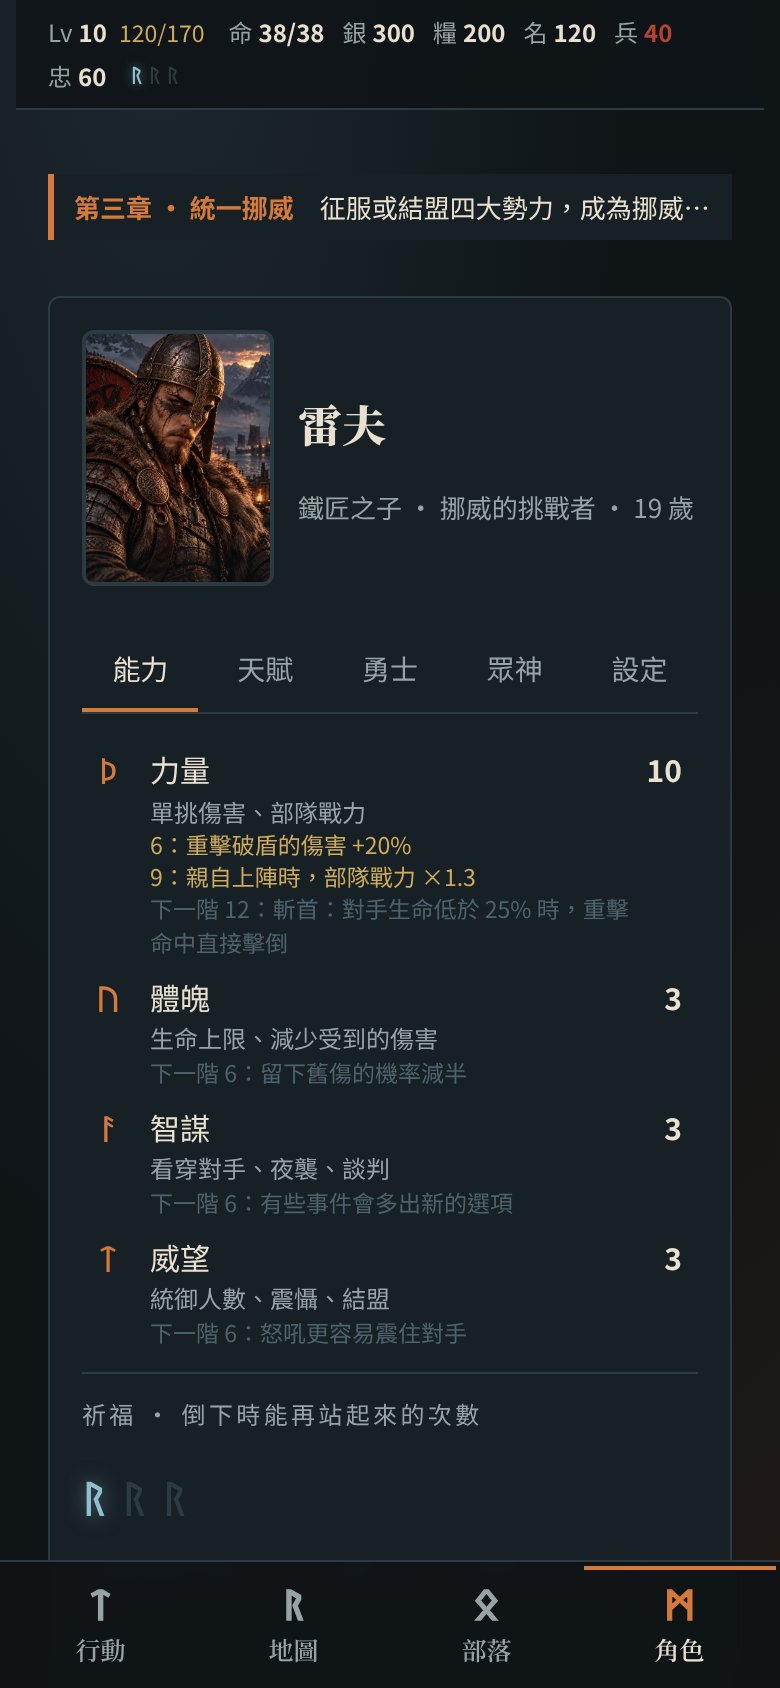 Lv 10 120/170 命 38/38 銀 300 糧 200 名 120 兵 40
忠 60 ᚱ ᚱ ᚱ
第三章 · 統一挪威 征服或結盟四大勢力，成為挪威…
雷夫
鐵匠之子 · 挪威的挑戰者 · 19 歲
能力 天賦 勇士 眾神 設定
ᚦ 力量 10
單挑傷害、部隊戰力
6：重擊破盾的傷害 +20%
9：親自上陣時，部隊戰力 ×1.3
下一階 12：斬首：對手生命低於 25% 時，重擊
命中直接擊倒
ᚢ 體魄 3
生命上限、減少受到的傷害
下一階 6：留下舊傷的機率減半
ᚨ 智謀 3
看穿對手、夜襲、談判
下一階 6：有些事件會多出新的選項
ᛏ 威望 3
統御人數、震懾、結盟
下一階 6：怒吼更容易震住對手
祈福 · 倒下時能再站起來的次數
ᚱ ᚱ ᚱ
ᛏ ᚱ ᛟ ᛗ
行動 地圖 部落 角色